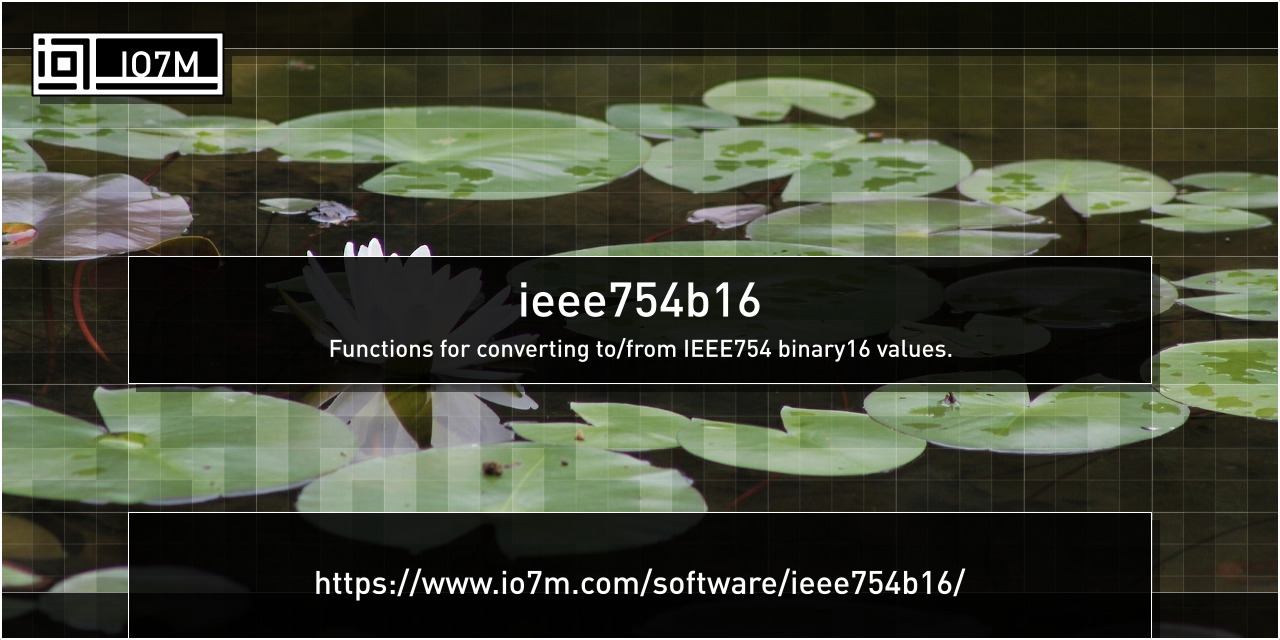 IO7M
ieee754b16
Functions for converting to/from IEEE754 binary16 values.
https://www.io7m.com/software/ieee754b16/